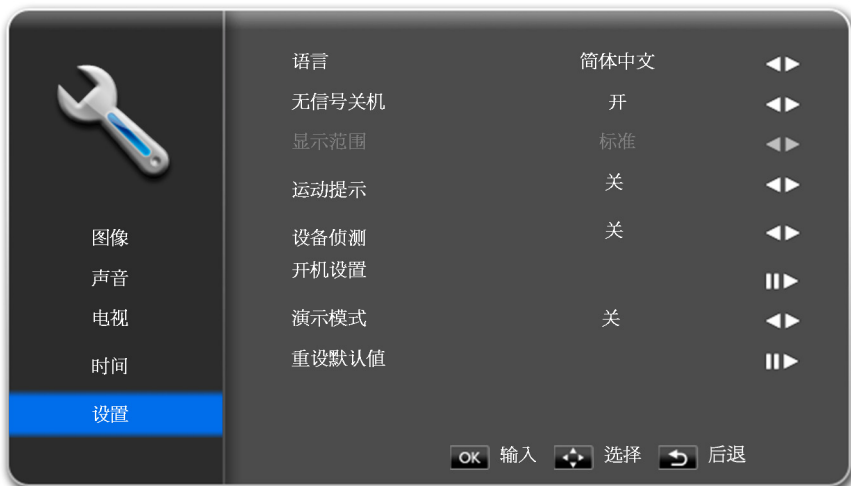 语言 简体中文
无信号关机 开
显示范围 标准
运动提示 关
设备侦测 关
开机设置
演示模式 关
重设默认值
图像
声音
电视
时间
设置
OK 输入 选择 后退